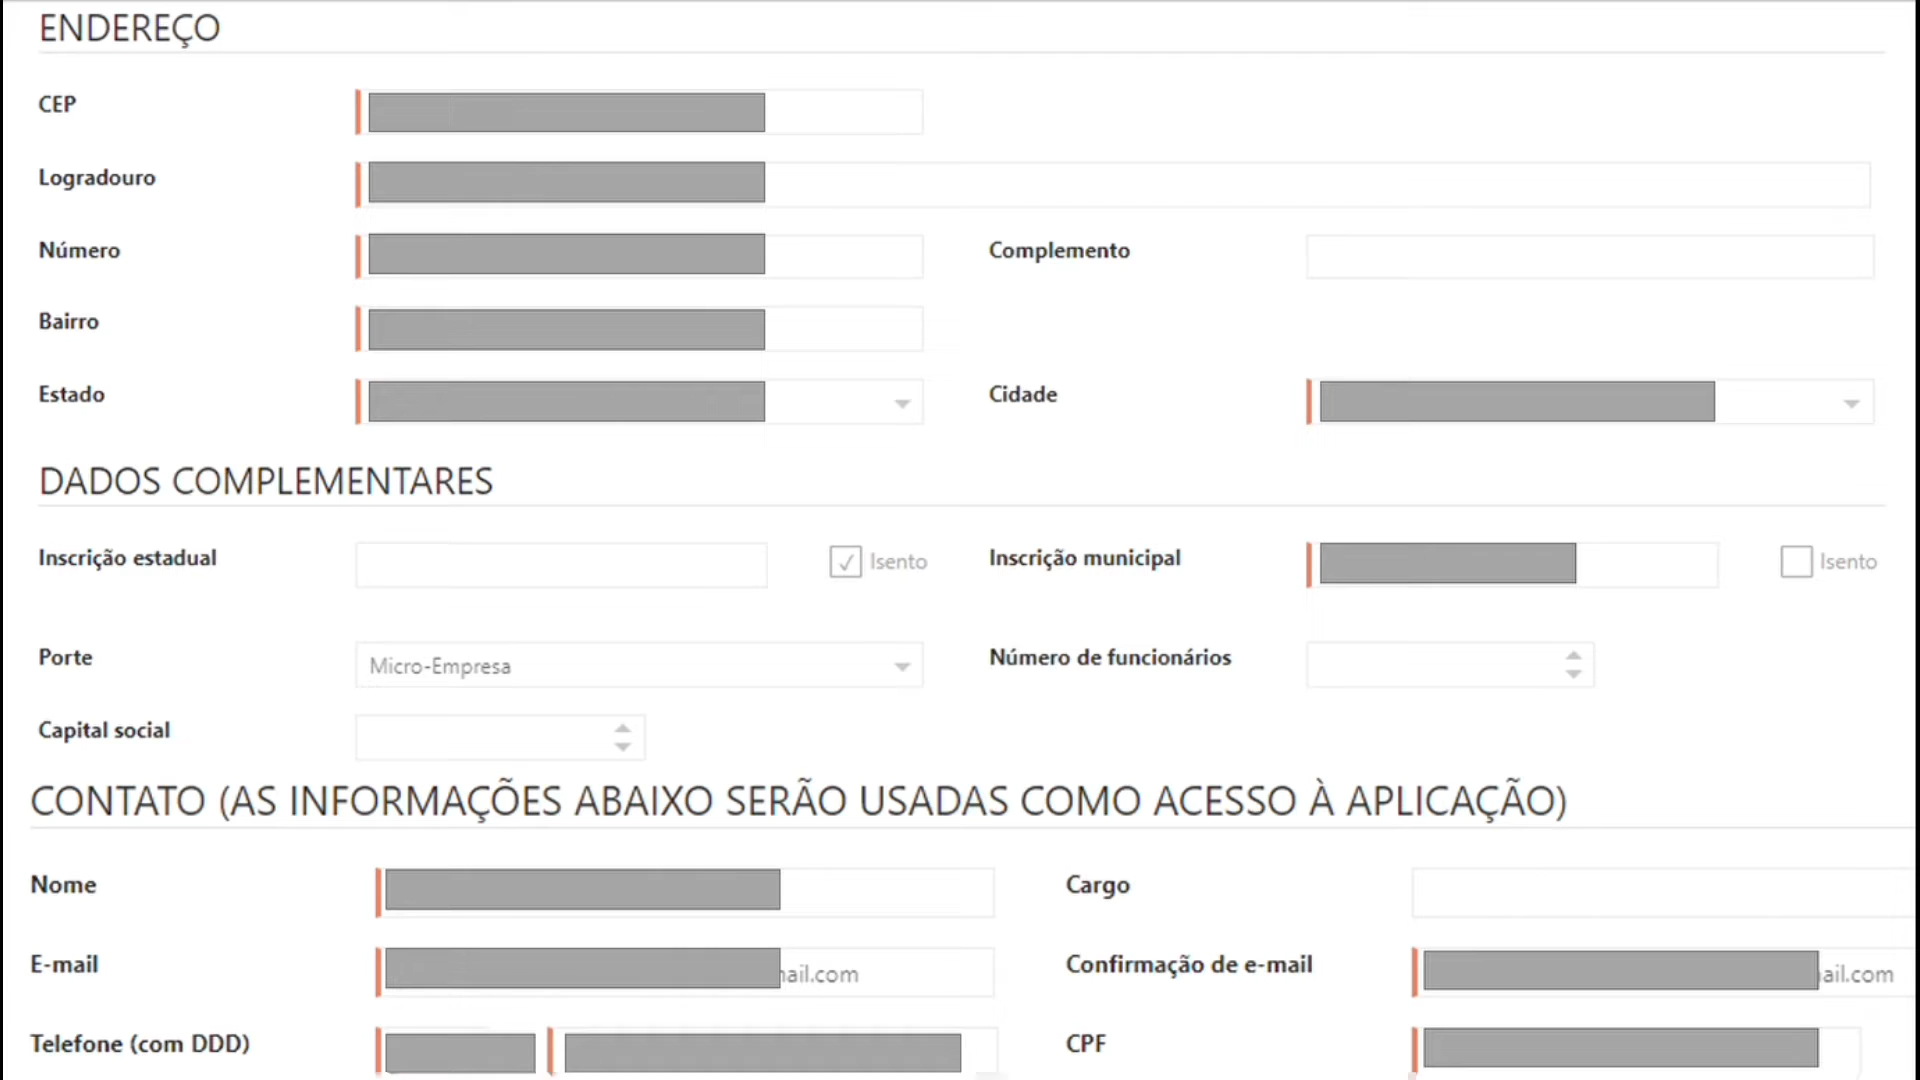 ENDEREÇO
CEP
Logradouro
Número
Complemento
Bairro
Estado
Cidade
DADOS COMPLEMENTARES
Inscrição estadual
Isento
Inscrição municipal
Isento
Porte
Micro-Empresa
Número de funcionários
Capital social
CONTATO (AS INFORMAÇÕES ABAIXO SERÃO USADAS COMO ACESSO À APLICAÇÃO)
Nome
Cargo
E-mail
ail.com
Confirmação de e-mail
ail.com
Telefone (com DDD)
CPF